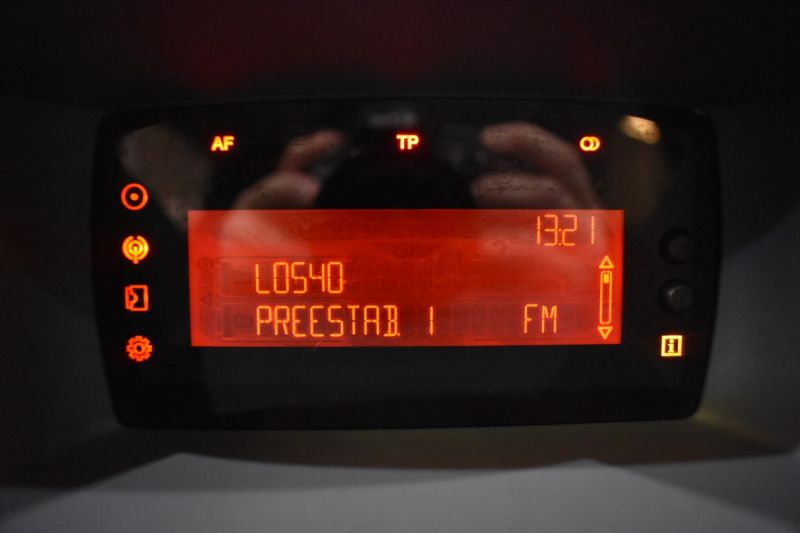 AF TP
13:21
LOS40
PREESTAB. 1 FM
i